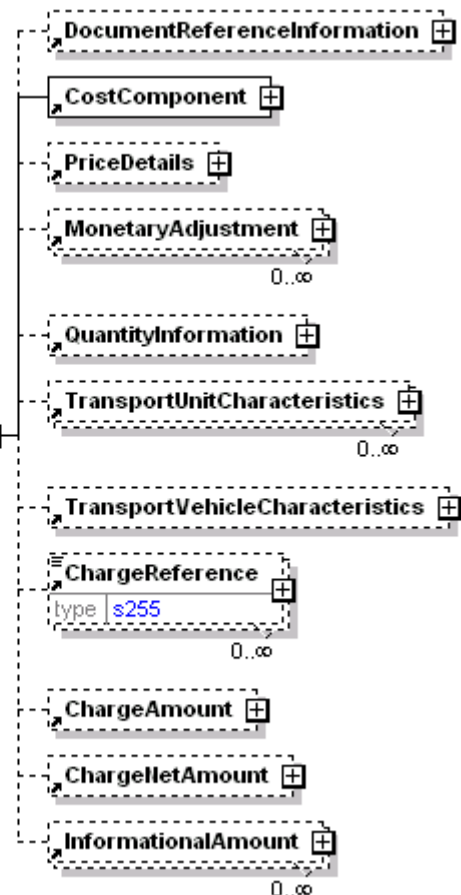 DocumentReferenceInformation
CostComponent
PriceDetails
MonetaryAdjustment
0..∞
QuantityInformation
TransportUnitCharacteristics
0..∞
TransportVehicleCharacteristics
ChargeReference
type s255
0..∞
ChargeAmount
ChargeNetAmount
InformationalAmount
0..∞